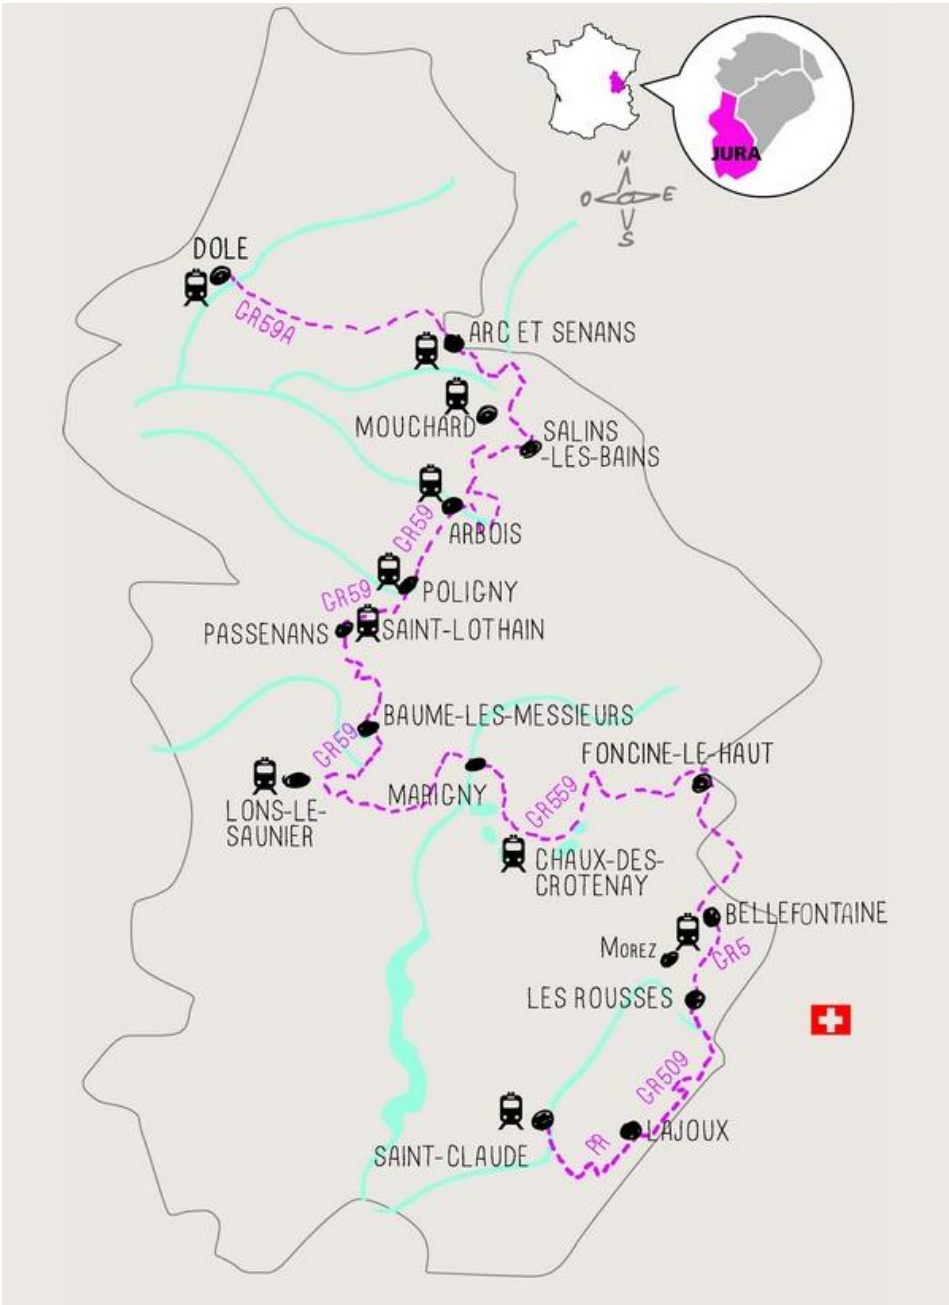 JURA
N
O
E
S
DOLE
GR59A
ARC ET SENANS
MOUCHARD
SALINS
-LES-BAINS
GR59
ARBOIS
GR59
POLIGNY
PASSENANS
SAINT-LOTHAIN
BAUME-LES-MESSIEURS
GR59
FONCINE-LE-HAUT
LONS-LE-
SAUNIER
MARIGNY
GR559
CHAUX-DES-
CROTENAY
BELLEFONTAINE
MOREZ
GR5
LES ROUSSES
GR509
SAINT-CLAUDE
PR
LAJOUX